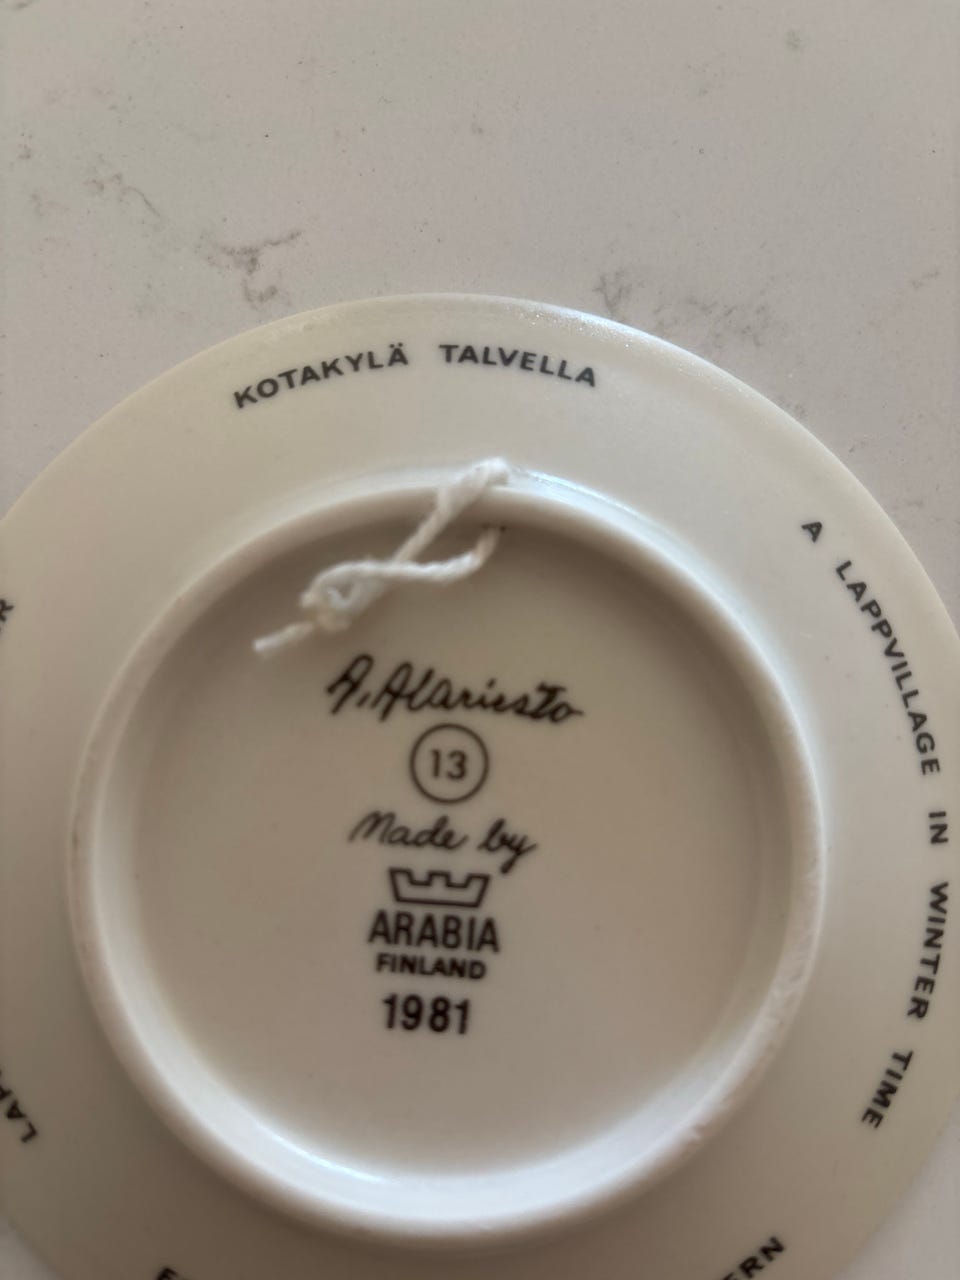 KOTAKYLÄ TALVELLA
A LAPPVILLAGE IN WINTER TIME
A. Alariesto
13
Made by
ARABIA
FINLAND
1981